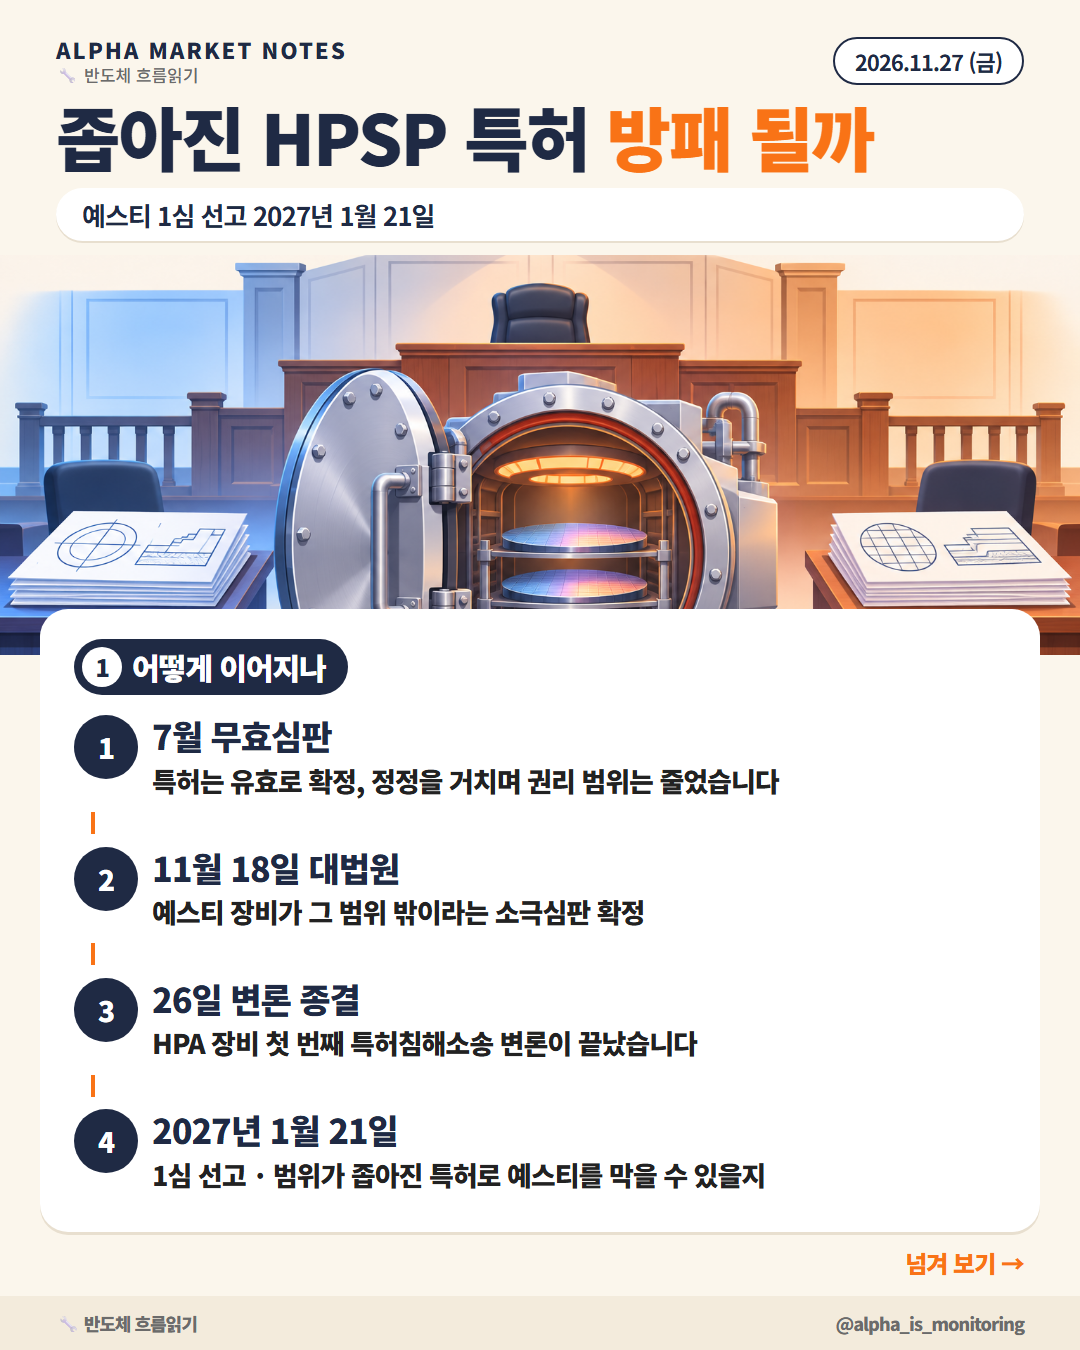 ALPHA MARKET NOTES
반도체 흐름읽기
2026.11.27 (금)
좁아진 HPSP 특허 방패 될까
예스티 1심 선고 2027년 1월 21일
1 어떻게 이어지나
1 7월 무효심판
특허는 유효로 확정, 정정을 거치며 권리 범위는 줄었습니다
2 11월 18일 대법원
예스티 장비가 그 범위 밖이라는 소극심판 확정
3 26일 변론 종결
HPA 장비 첫 번째 특허침해소송 변론이 끝났습니다
4 2027년 1월 21일
1심 선고 · 범위가 좁아진 특허로 예스티를 막을 수 있을지
넘겨 보기 →
반도체 흐름읽기
@alpha_is_monitoring